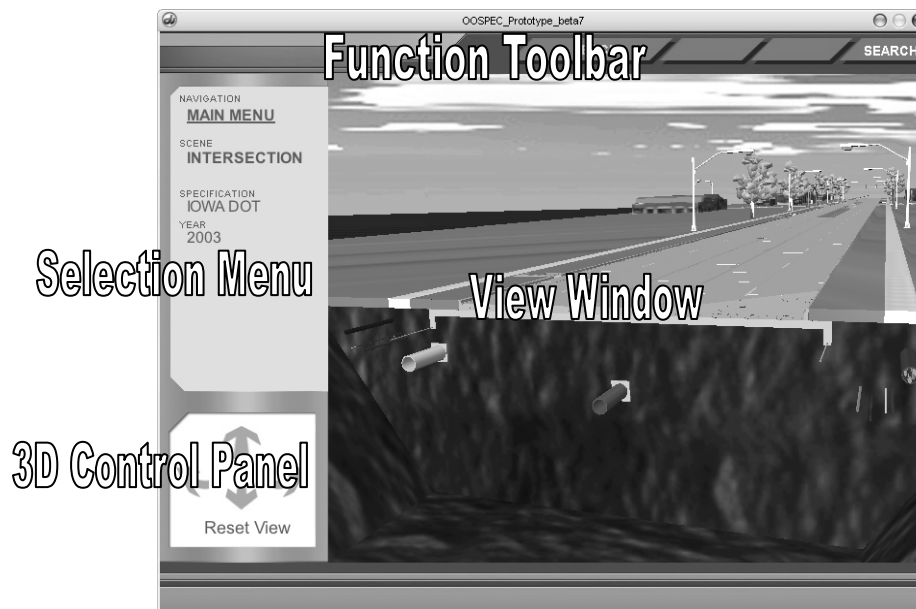 OOSPEC_Prototype_beta7
Function Toolbar
SEARCH
NAVIGATION
MAIN MENU
SCENE
INTERSECTION
SPECIFICATION
IOWA DOT
YEAR
2003
Selection Menu
View Window
3D Control Panel
Reset View